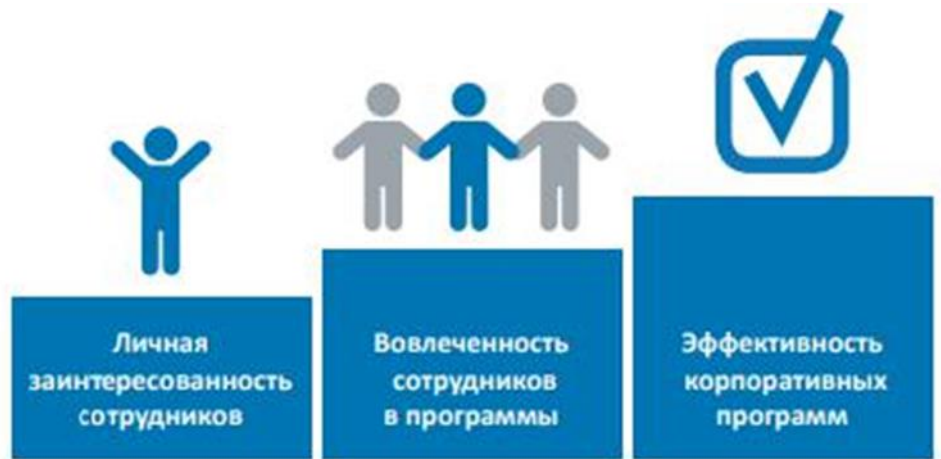 Личная
заинтересованность
сотрудников
Вовлеченность
сотрудников
в программы
Эффективность
корпоративных
программ